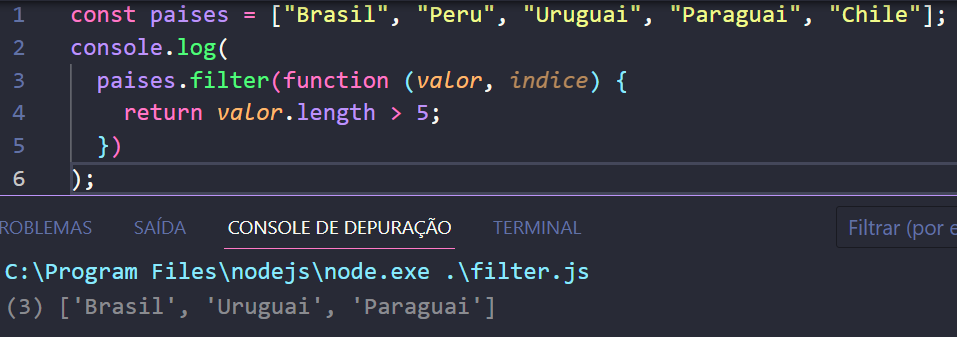 1 const paises = ["Brasil", "Peru", "Uruguai", "Paraguai", "Chile"];
2 console.log(
3 paises.filter(function (valor, indice) {
4 return valor.length > 5;
5 })
6 );
ROBLEMAS SAÍDA CONSOLE DE DEPURAÇÃO TERMINAL Filtrar (por e
C:\Program Files\nodejs\node.exe .\filter.js
(3) ['Brasil', 'Uruguai', 'Paraguai']